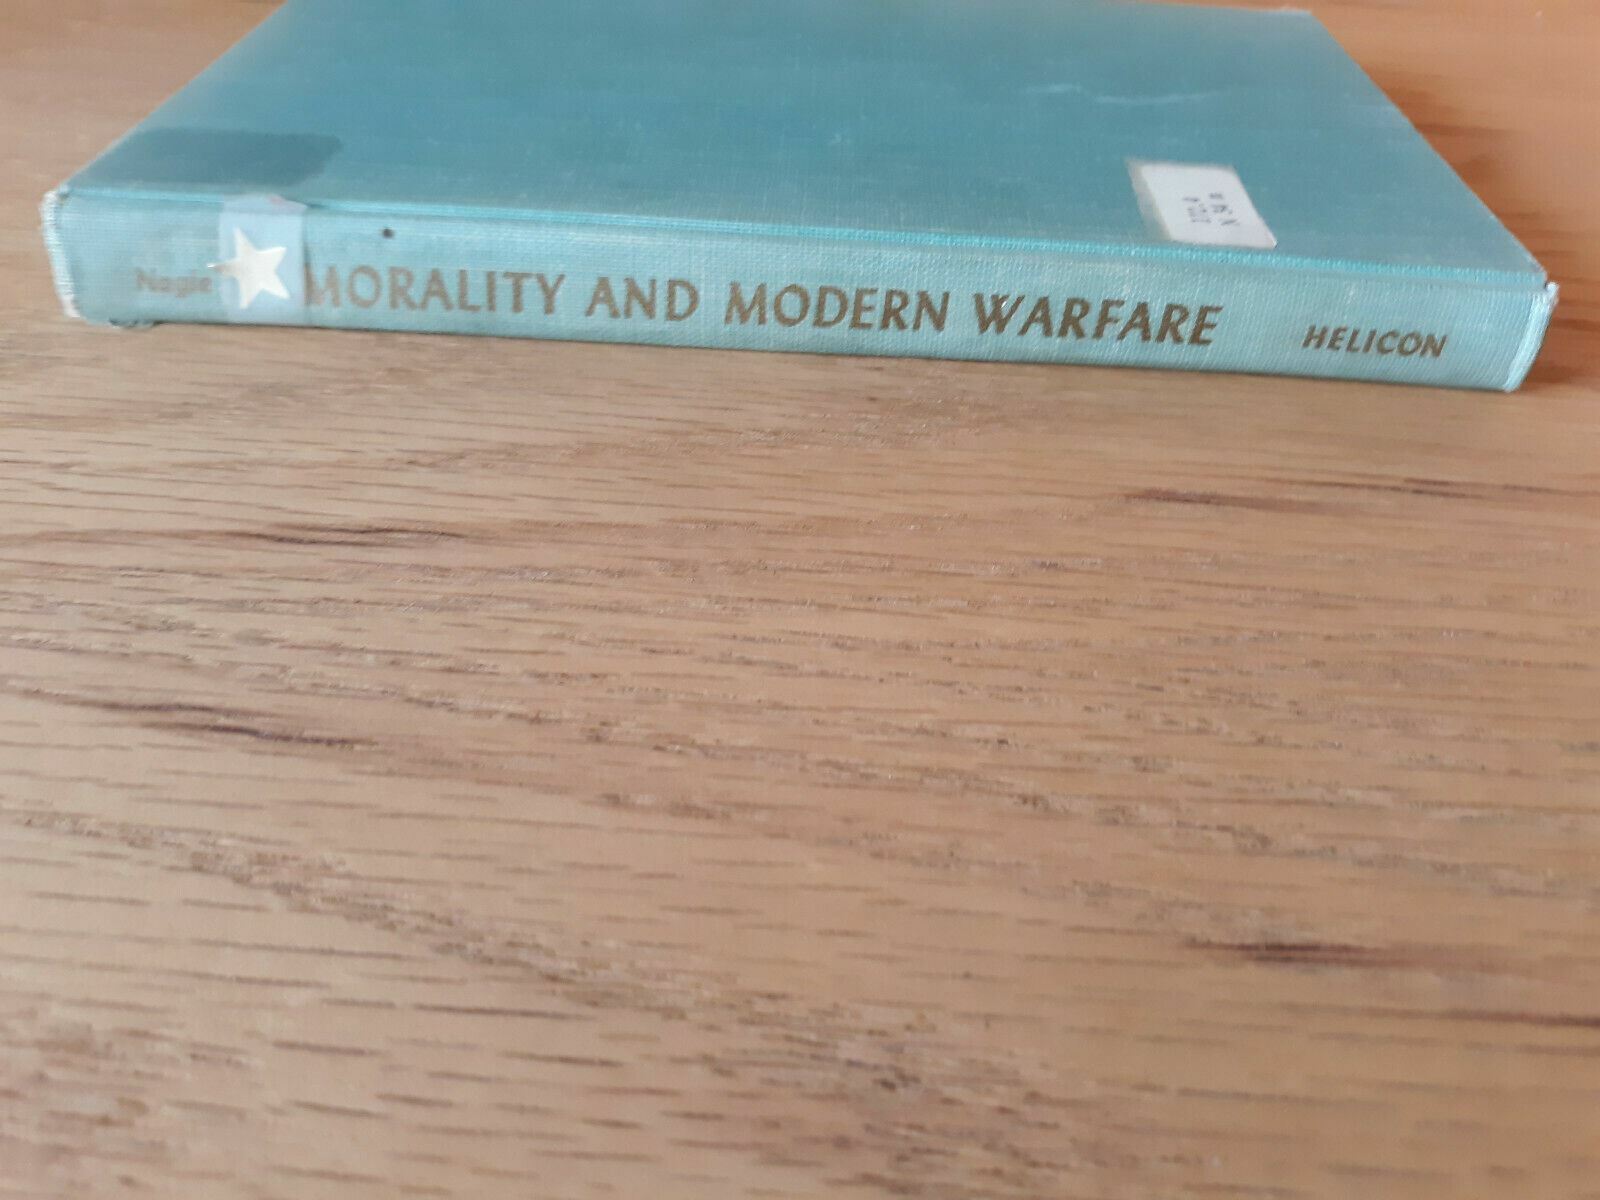 Nagle MORALITY AND MODERN WARFARE HELICON